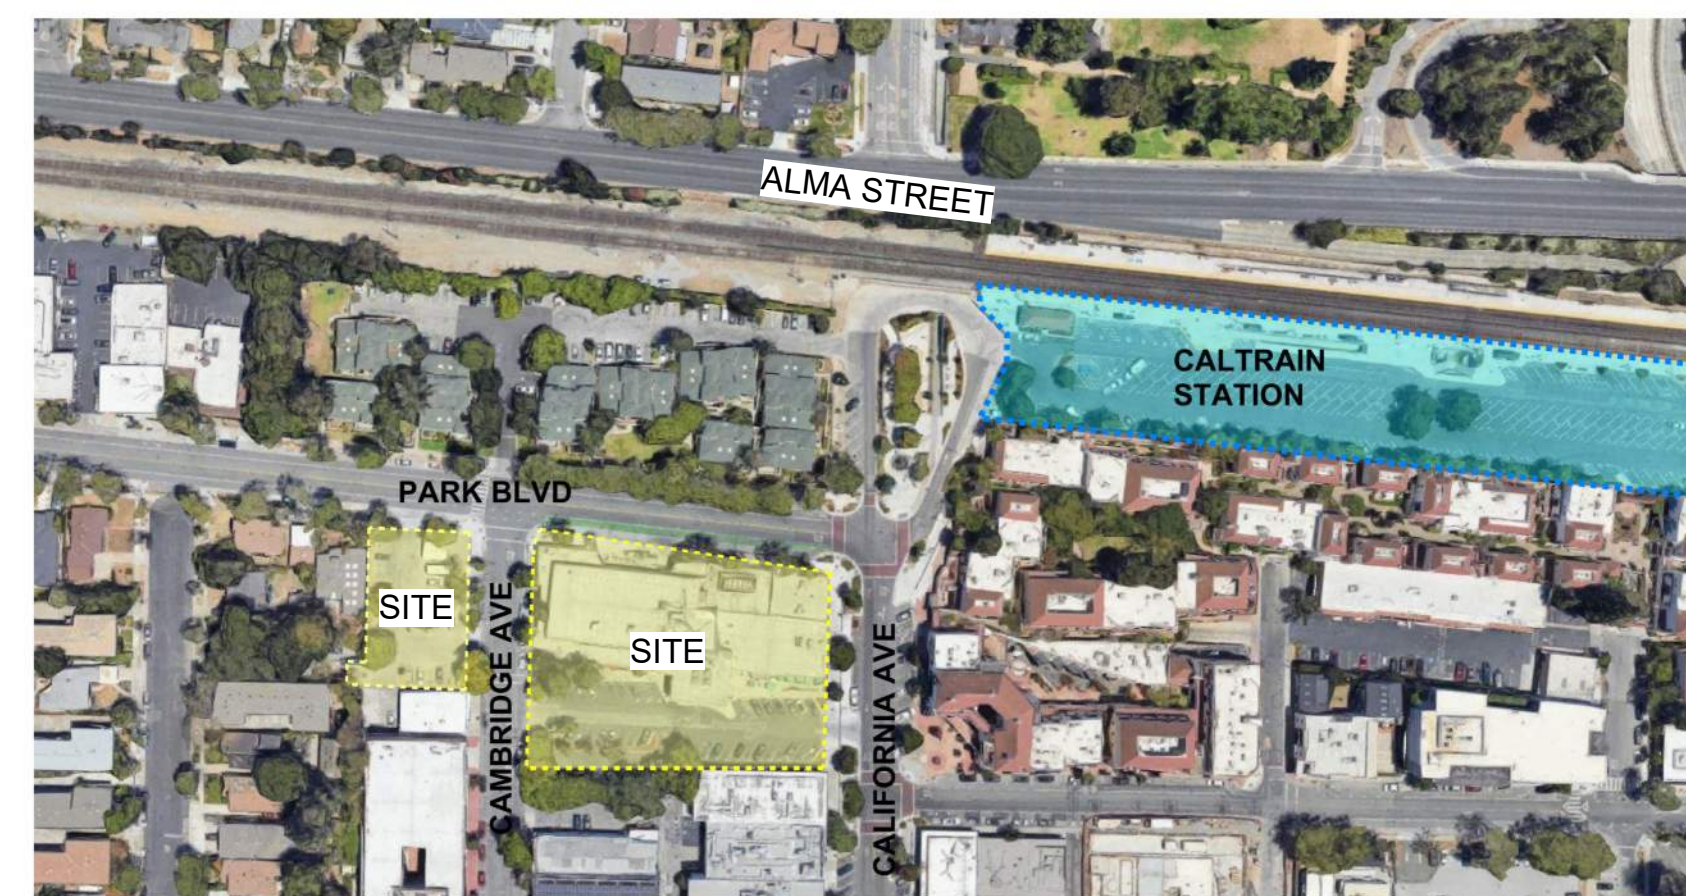 ALMA STREET
CALTRAIN
STATION
PARK BLVD
SITE
SITE
CAMBRIDGE AVE
CALIFORNIA AVE